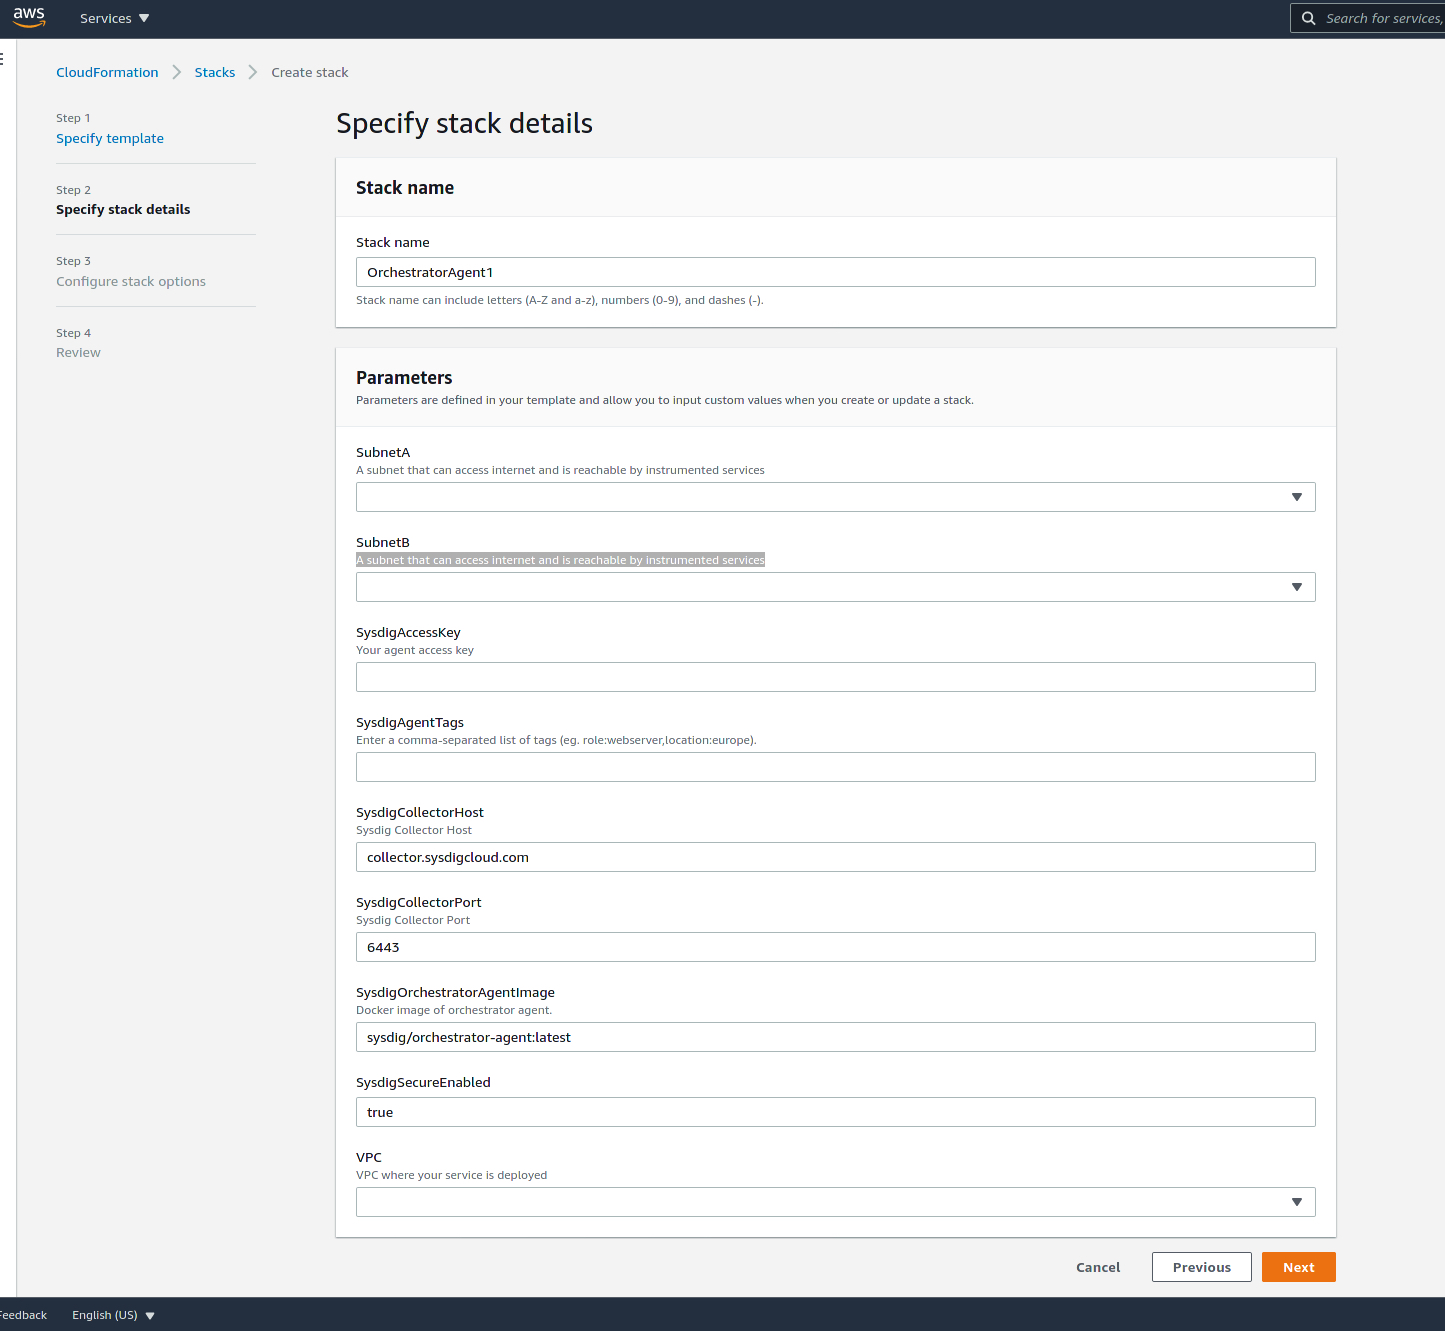 aws
Services
Search for services,
CloudFormation
Stacks
Create stack
Step 1
Specify template
Step 2
Specify stack details
Step 3
Configure stack options
Step 4
Review
Specify stack details
Stack name
Stack name
OrchestratorAgent1
Stack name can include letters (A-Z and a-z), numbers (0-9), and dashes (-).
Parameters
Parameters are defined in your template and allow you to input custom values when you create or update a stack.
SubnetA
A subnet that can access internet and is reachable by instrumented services
SubnetB
A subnet that can access internet and is reachable by instrumented services
SysdigAccessKey
Your agent access key
SysdigAgentTags
Enter a comma-separated list of tags (eg. role:webserver,location:europe).
SysdigCollectorHost
Sysdig Collector Host
collector.sysdigcloud.com
SysdigCollectorPort
Sysdig Collector Port
6443
SysdigOrchestratorAgentImage
Docker image of orchestrator agent.
sysdig/orchestrator-agent:latest
SysdigSecureEnabled
true
VPC
VPC where your service is deployed
Cancel
Previous
Next
Feedback
English (US)